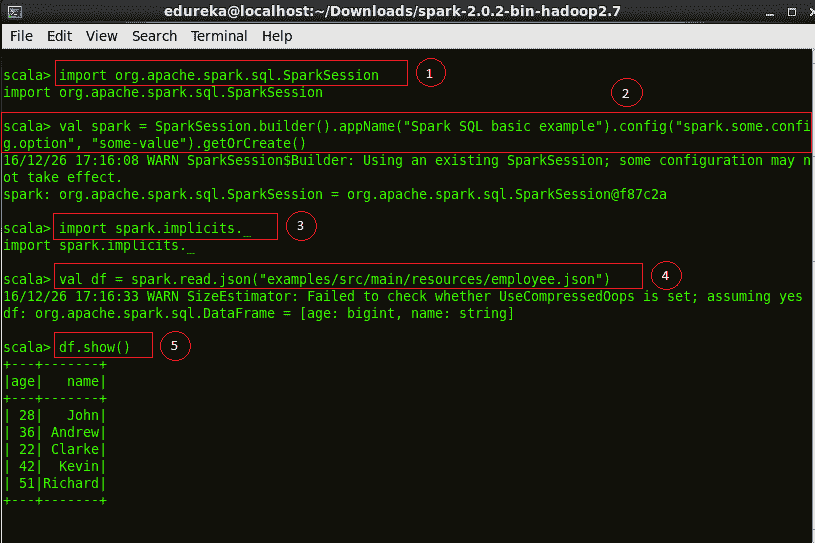 edureka@localhost:~/Downloads/spark-2.0.2-bin-hadoop2.7
File Edit View Search Terminal Help
scala> import org.apache.spark.sql.SparkSession 1
import org.apache.spark.sql.SparkSession
2
scala> val spark = SparkSession.builder().appName("Spark SQL basic example").config("spark.some.confi
g.option", "some-value").getOrCreate()
16/12/26 17:16:08 WARN SparkSession$Builder: Using an existing SparkSession; some configuration may n
ot take effect.
spark: org.apache.spark.sql.SparkSession = org.apache.spark.sql.SparkSession@f87c2a
scala> import spark.implicits._ 3
import spark.implicits._
scala> val df = spark.read.json("examples/src/main/resources/employee.json") 4
16/12/26 17:16:33 WARN SizeEstimator: Failed to check whether UseCompressedOops is set; assuming yes
df: org.apache.spark.sql.DataFrame = [age: bigint, name: string]
scala> df.show() 5
+---+-------+
|age|   name|
+---+-------+
| 28|   John|
| 36| Andrew|
| 22| Clarke|
| 42|  Kevin|
| 51|Richard|
+---+-------+